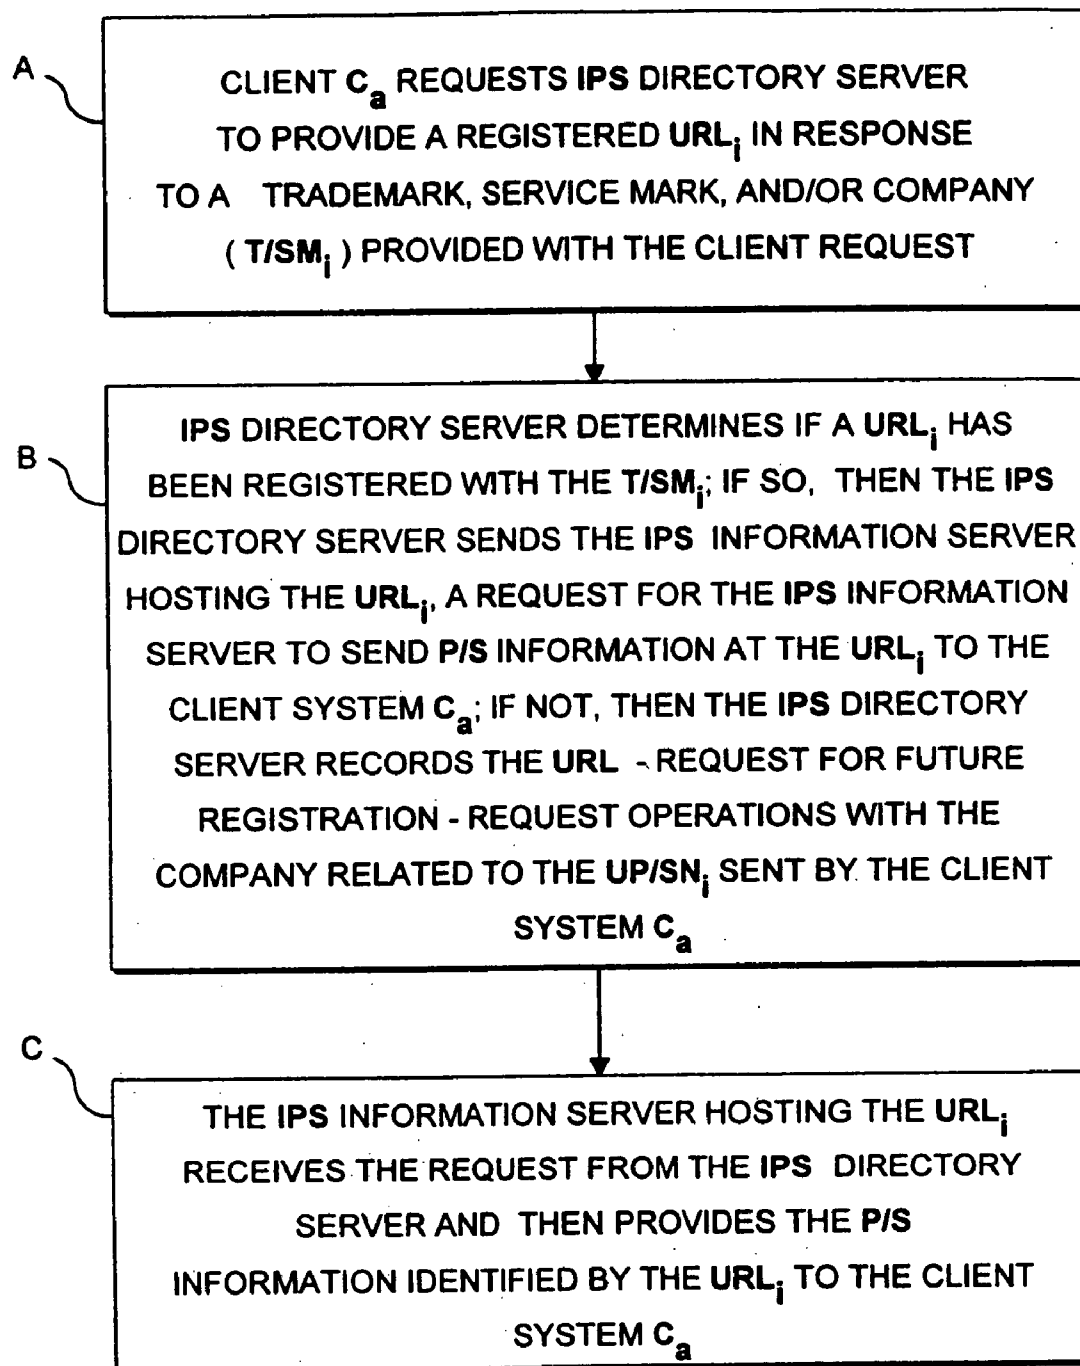 A
CLIENT Ca REQUESTS IPS DIRECTORY SERVER
TO PROVIDE A REGISTERED URLi IN RESPONSE
TO A TRADEMARK, SERVICE MARK, AND/OR COMPANY
( T/SMi ) PROVIDED WITH THE CLIENT REQUEST
B
IPS DIRECTORY SERVER DETERMINES IF A URLi HAS
BEEN REGISTERED WITH THE T/SMi; IF SO, THEN THE IPS
DIRECTORY SERVER SENDS THE IPS INFORMATION SERVER
HOSTING THE URLi, A REQUEST FOR THE IPS INFORMATION
SERVER TO SEND P/S INFORMATION AT THE URLi TO THE
CLIENT SYSTEM Ca; IF NOT, THEN THE IPS DIRECTORY
SERVER RECORDS THE URL - REQUEST FOR FUTURE
REGISTRATION - REQUEST OPERATIONS WITH THE
COMPANY RELATED TO THE UP/SNi SENT BY THE CLIENT
SYSTEM Ca
C
THE IPS INFORMATION SERVER HOSTING THE URLi
RECEIVES THE REQUEST FROM THE IPS DIRECTORY
SERVER AND THEN PROVIDES THE P/S
INFORMATION IDENTIFIED BY THE URLi TO THE CLIENT
SYSTEM Ca